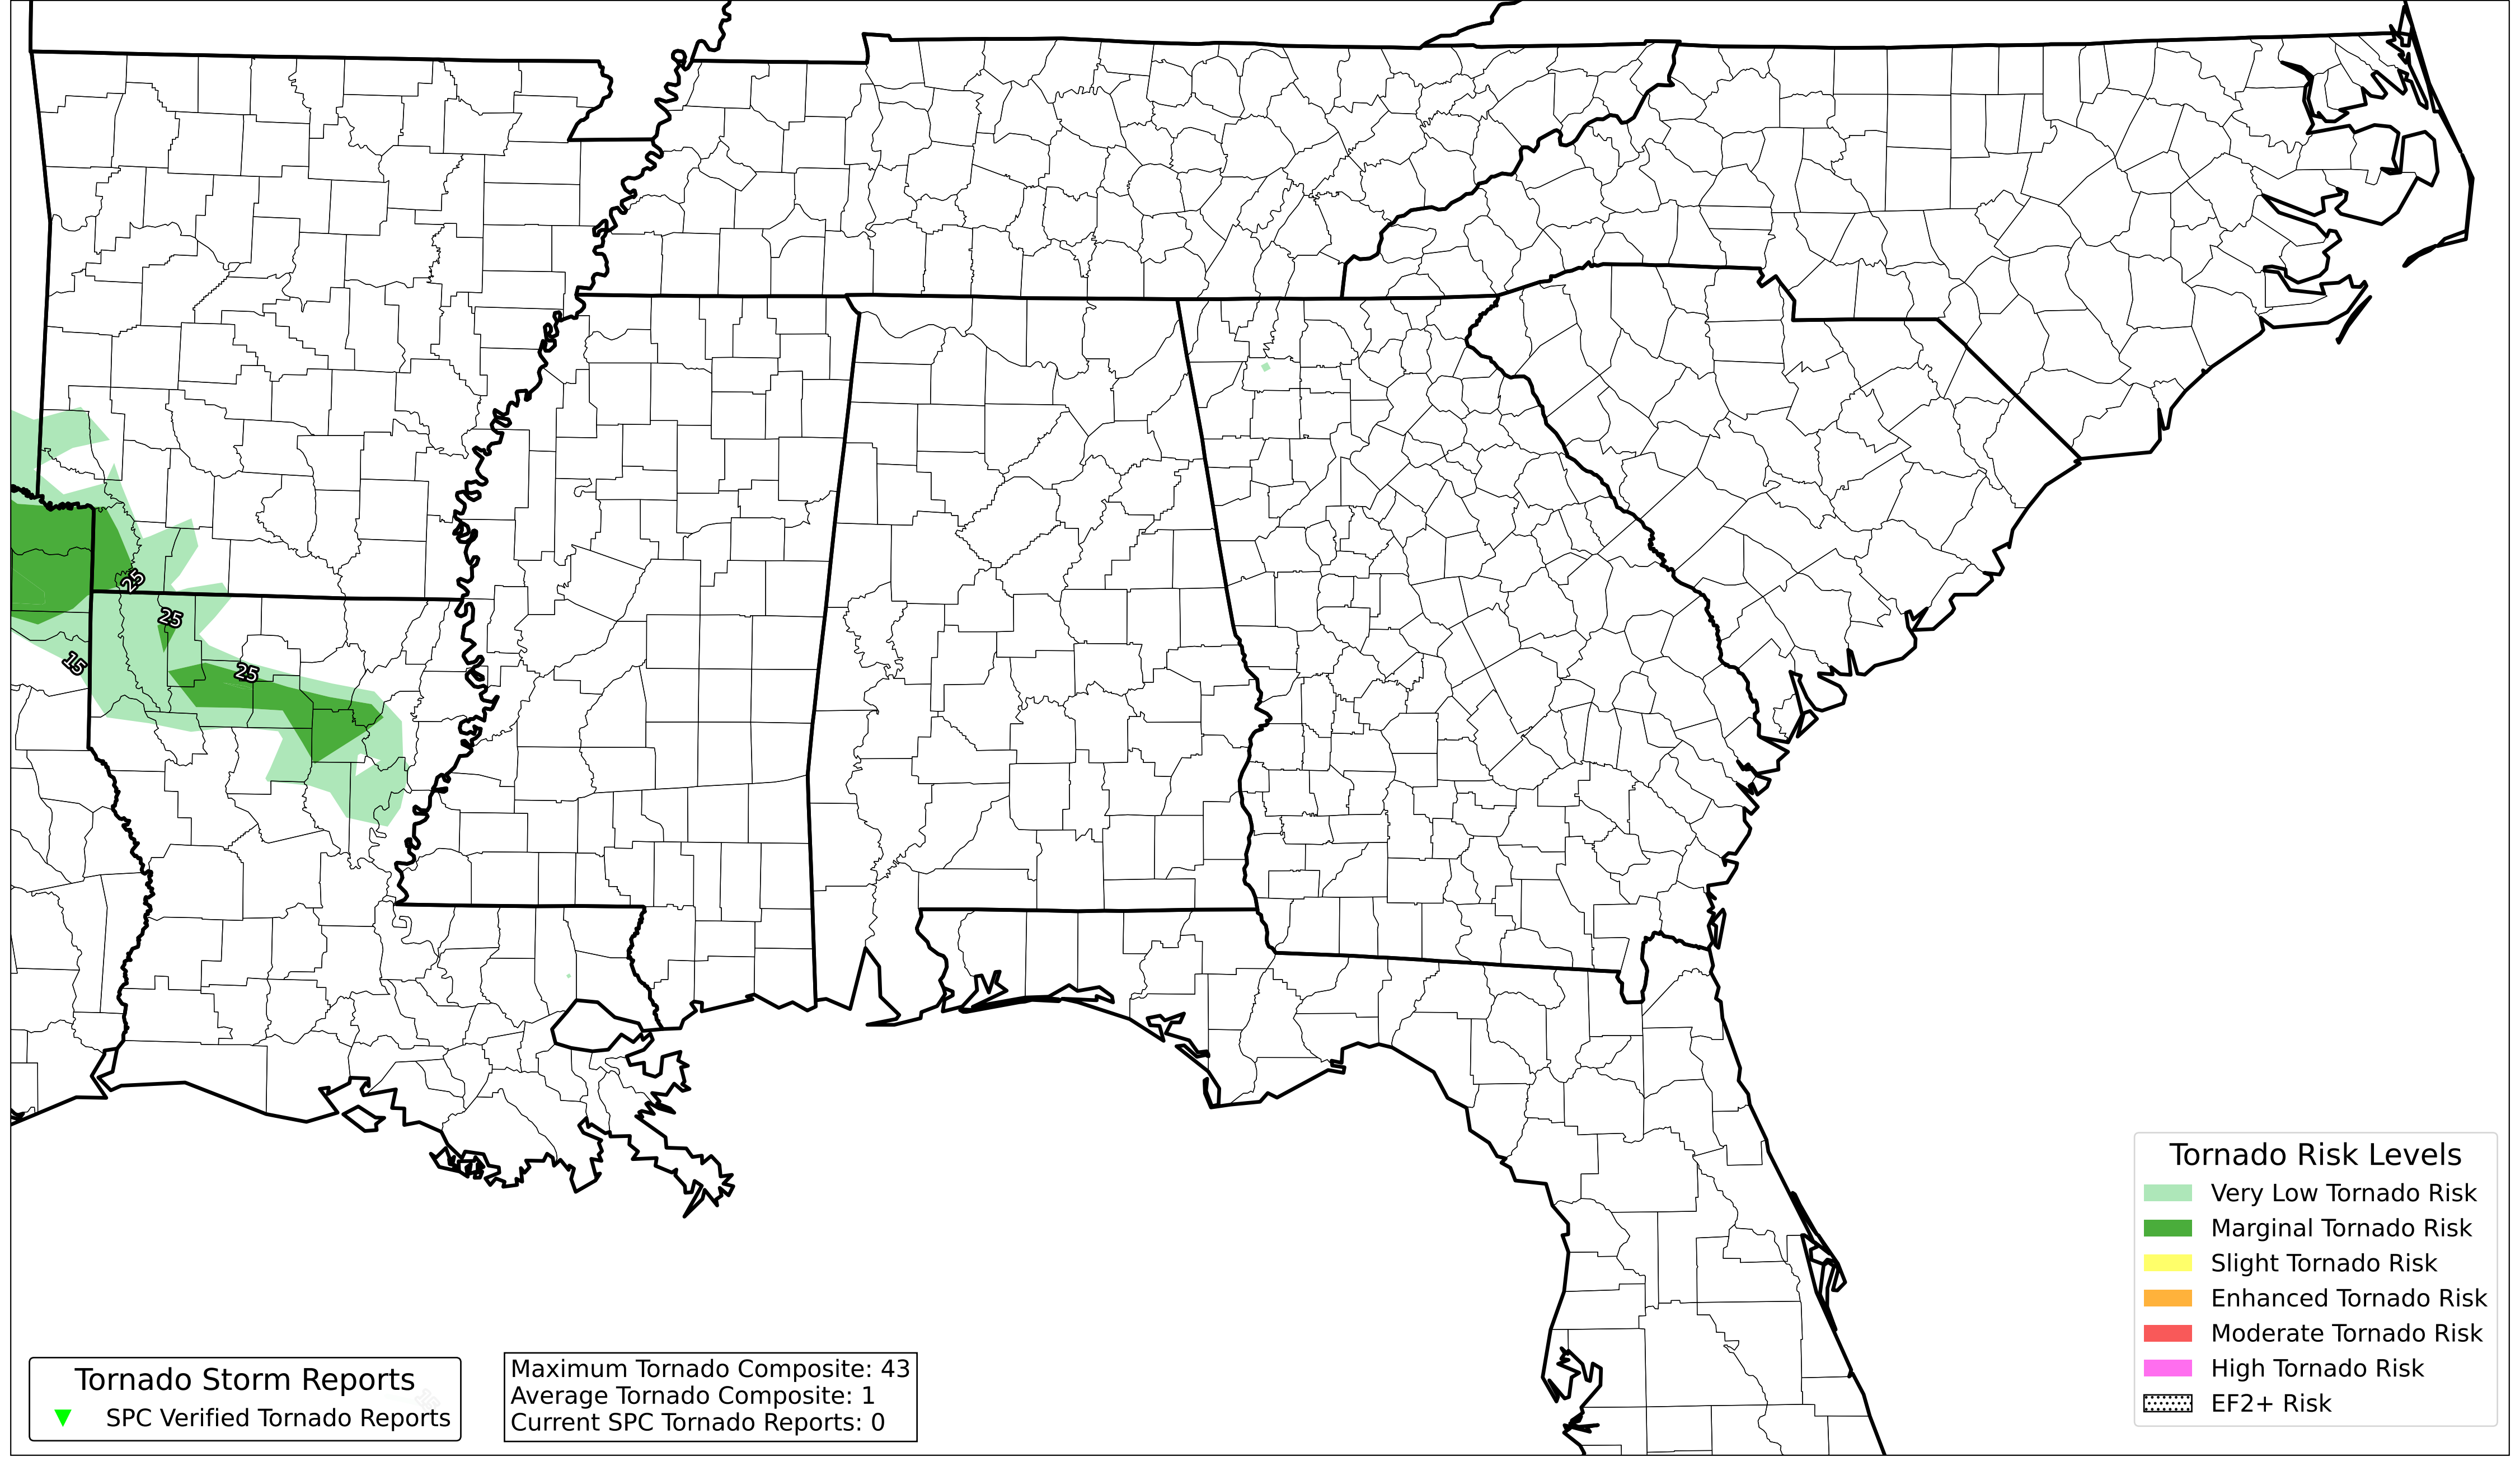 25
25
15
25
Tornado Risk Levels
Very Low Tornado Risk
Marginal Tornado Risk
Slight Tornado Risk
Enhanced Tornado Risk
Moderate Tornado Risk
High Tornado Risk
EF2+ Risk
Tornado Storm Reports
SPC Verified Tornado Reports
Maximum Tornado Composite: 43
Average Tornado Composite: 1
Current SPC Tornado Reports: 0